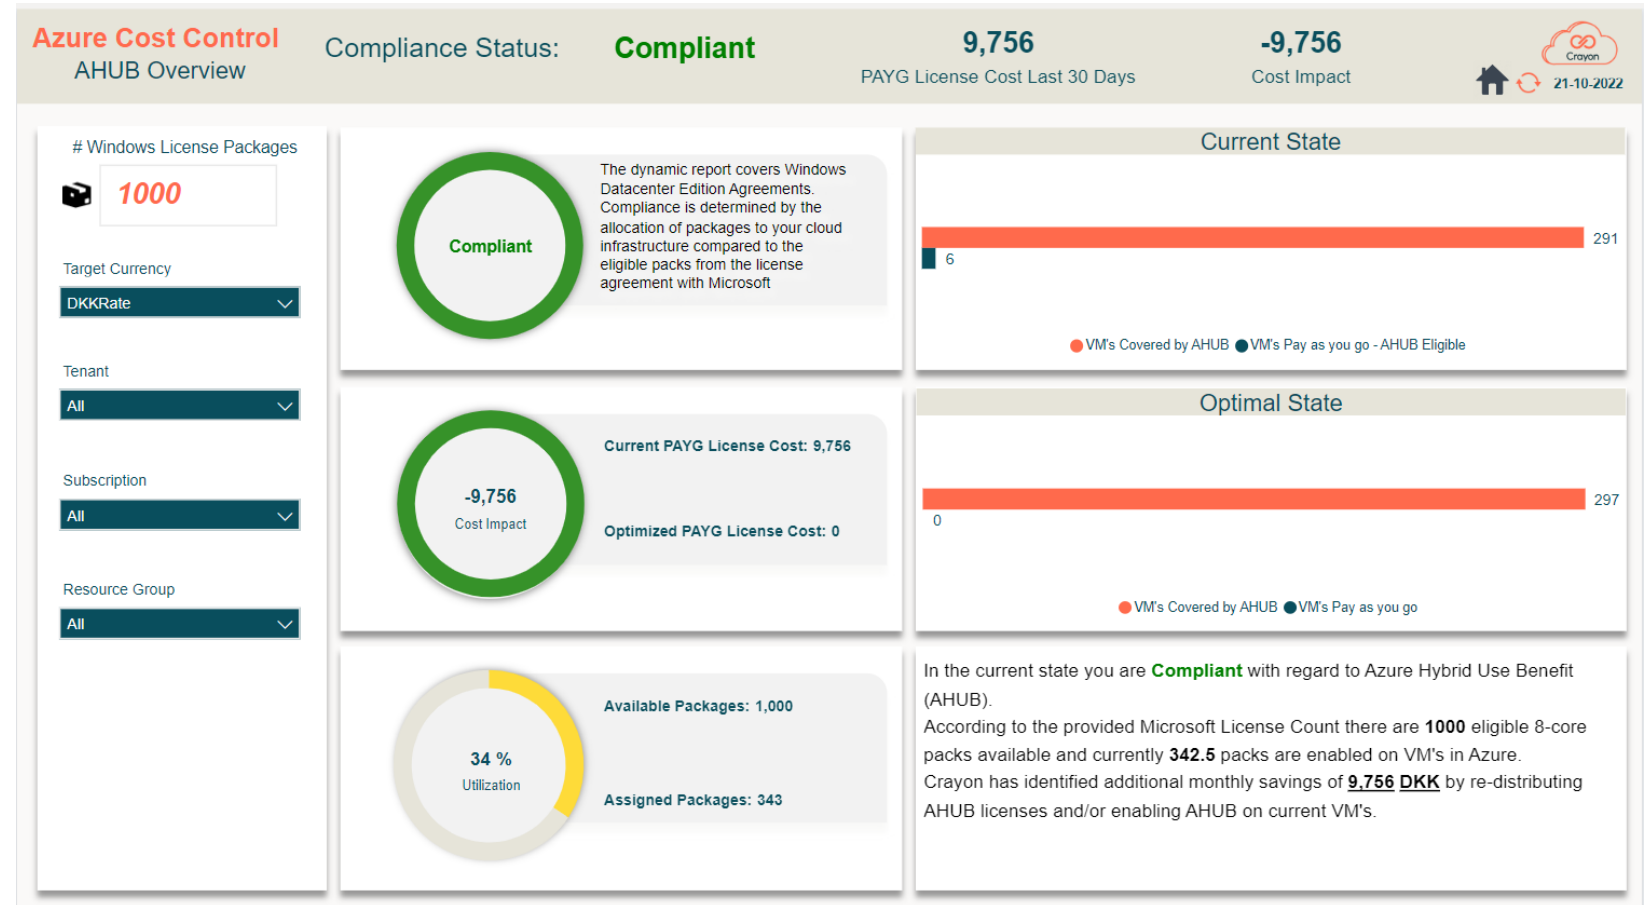 Azure Cost Control
AHUB Overview
Compliance Status:
Compliant
9,756
PAYG License Cost Last 30 Days
-9,756
Cost Impact
Crayon
21-10-2022
# Windows License Packages
1000
Target Currency
DKKRate
Tenant
All
Subscription
All
Resource Group
All
Compliant
The dynamic report covers Windows
Datacenter Edition Agreements.
Compliance is determined by the
allocation of packages to your cloud
infrastructure compared to the
eligible packs from the license
agreement with Microsoft
-9,756
Cost Impact
Current PAYG License Cost: 9,756
Optimized PAYG License Cost: 0
34 %
Utilization
Available Packages: 1,000
Assigned Packages: 343
Current State
291
6
VM's Covered by AHUB VM's Pay as you go - AHUB Eligible
Optimal State
297
0
VM's Covered by AHUB VM's Pay as you go
In the current state you are Compliant with regard to Azure Hybrid Use Benefit
(AHUB).
According to the provided Microsoft License Count there are 1000 eligible 8-core
packs available and currently 342.5 packs are enabled on VM's in Azure.
Crayon has identified additional monthly savings of 9,756 DKK by re-distributing
AHUB licenses and/or enabling AHUB on current VM's.